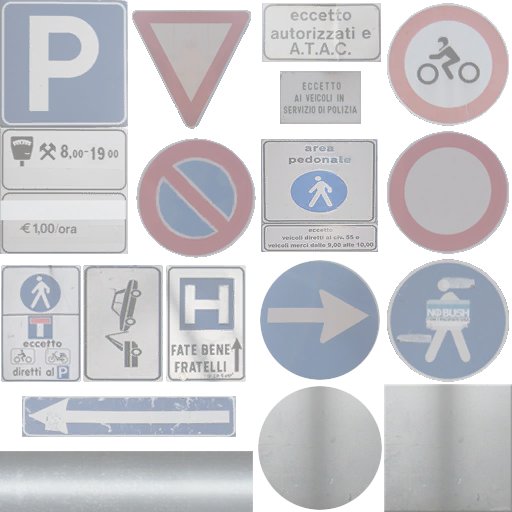 P
8,00-19 00
€ 1,00/ora
eccetto
autorizzati e
A.T.A.C.
ECCETTO
AI VEICOLI IN
SERVIZIO DI POLIZIA
area
pedonale
eccetto
veicoli diretti al civ. 55 e
veicoli merci dalle 9,00 alle 10,00
eccetto
diretti al P
H
FATE BENE
FRATELLI
NO BUSH